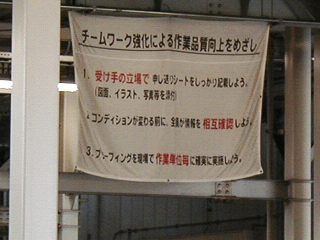 チームワーク強化による作業品質向上をめざし
1. 受け手の立場で 申し送りシートをしっかり記載しよう。
(図面、イラスト、写真等を添付)
2. コンディションが変わる前に、全員が情報を 相互確認 しよう。
3. ブリーフィングを現場で 作業単位毎 に確実に実施しよう。